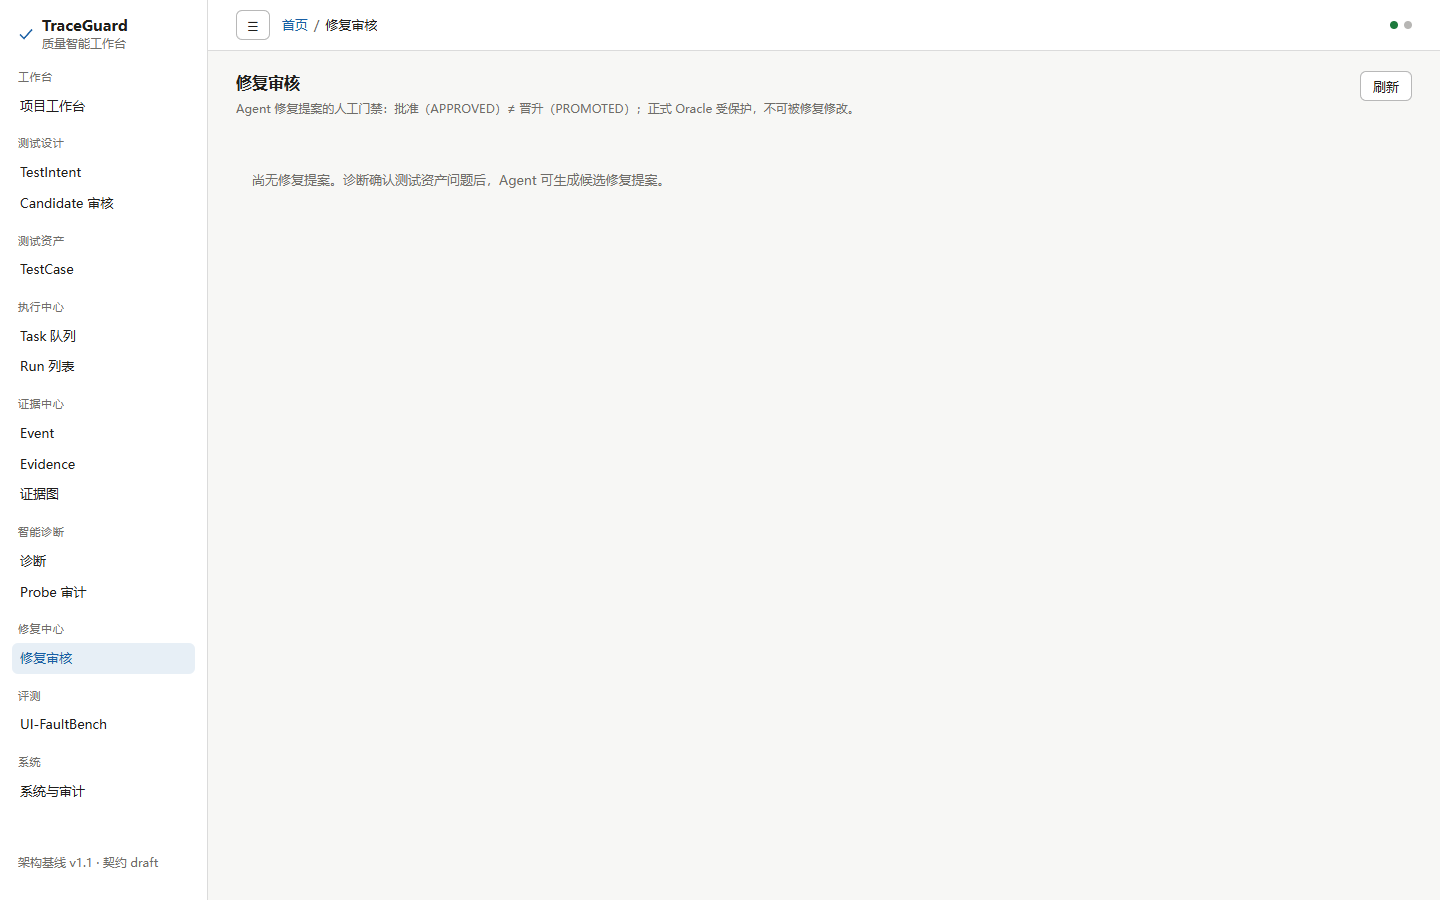 TraceGuard
质量智能工作台
工作台
项目工作台
测试设计
TestIntent
Candidate 审核
测试资产
TestCase
执行中心
Task 队列
Run 列表
证据中心
Event
Evidence
证据图
智能诊断
诊断
Probe 审计
修复中心
修复审核
评测
UI-FaultBench
系统
系统与审计
架构基线 v1.1 · 契约 draft
☰ 首页 / 修复审核
修复审核
刷新
Agent 修复提案的人工门禁：批准（APPROVED）≠ 晋升（PROMOTED）；正式 Oracle 受保护，不可被修复修改。
尚无修复提案。诊断确认测试资产问题后，Agent 可生成候选修复提案。